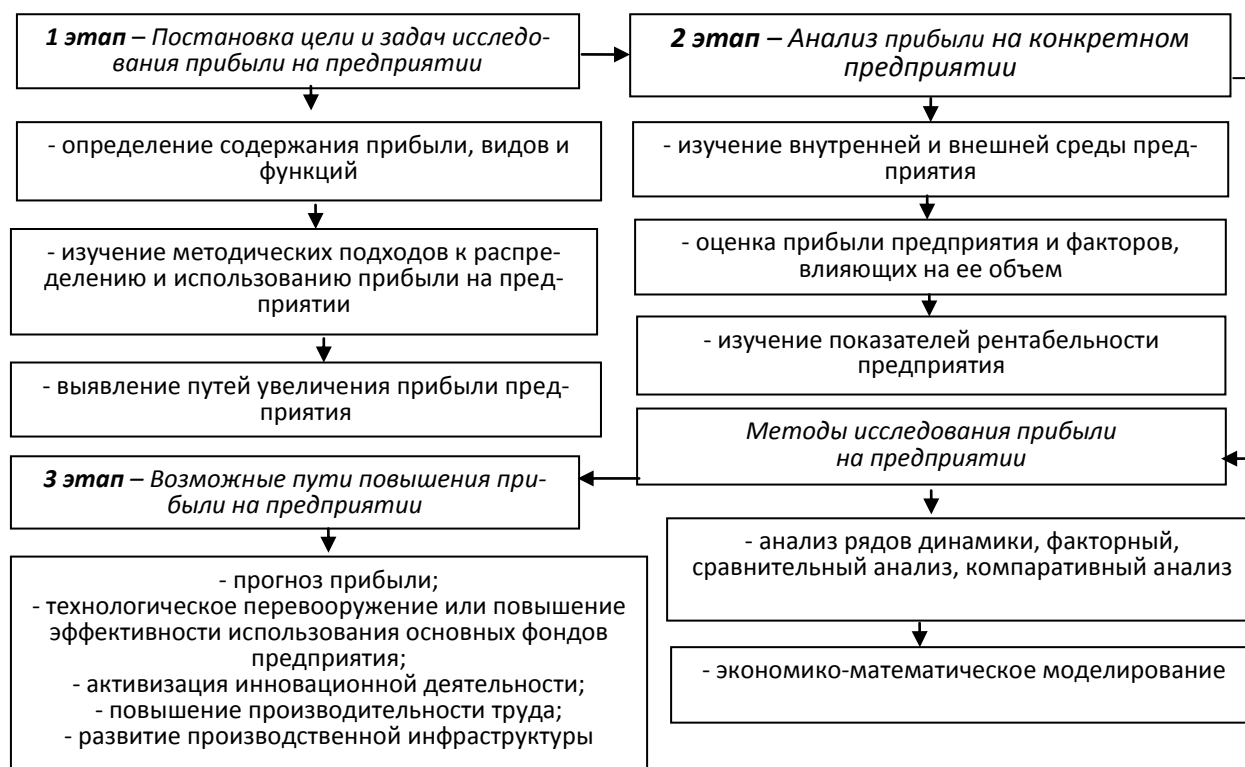 1 этап – Постановка цели и задач исследо-
вания прибыли на предприятии
- определение содержания прибыли, видов и
функций
- изучение методических подходов к распре-
делению и использованию прибыли на пред-
приятии
- выявление путей увеличения прибыли пред-
приятия
2 этап – Анализ прибыли на конкретном
предприятии
- изучение внутренней и внешней среды пред-
приятия
- оценка прибыли предприятия и факторов,
влияющих на ее объем
- изучение показателей рентабельности
предприятия
Методы исследования прибыли
на предприятии
- анализ рядов динамики, факторный,
сравнительный анализ, компаративный анализ
- экономико-математическое моделирование
3 этап – Возможные пути повышения при-
были на предприятии
- прогноз прибыли;
- технологическое перевооружение или повышение
эффективности использования основных фондов
предприятия;
- активизация инновационной деятельности;
- повышение производительности труда;
- развитие производственной инфраструктуры